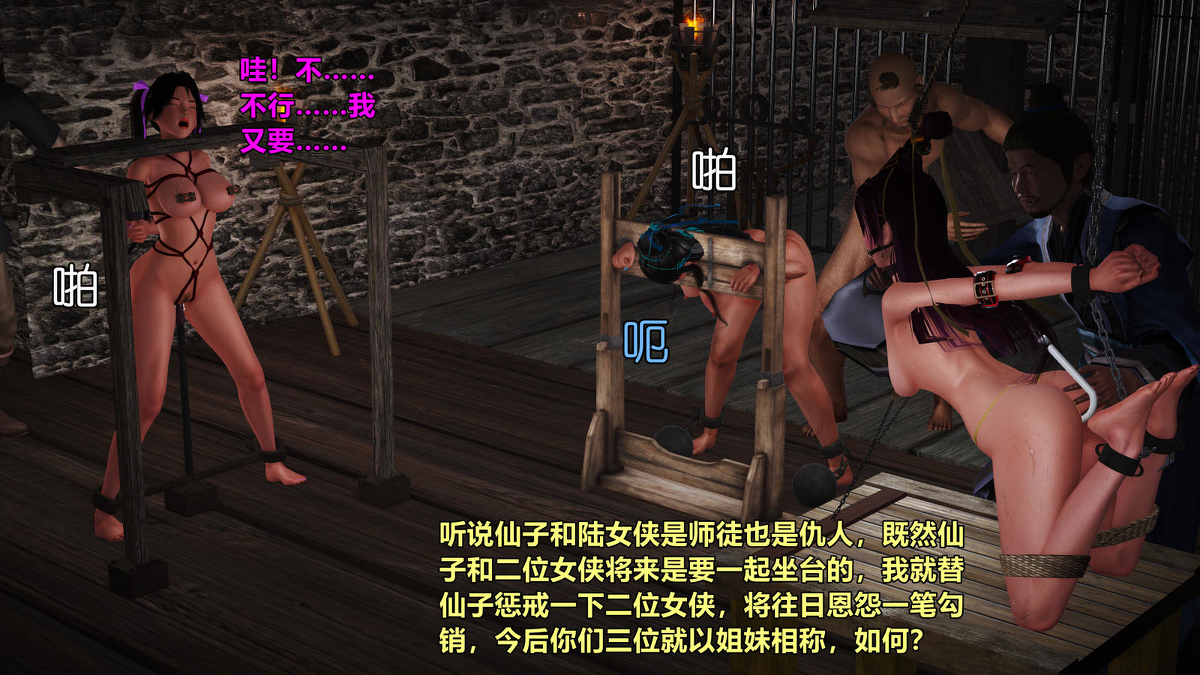 哇！不……
不行……我
又要……
啪
啪
呃
听说仙子和陆女侠是师徒也是仇人，既然仙
子和二位女侠将来是要一起坐台的，我就替
仙子惩戒一下二位女侠，将往日恩怨一笔勾
销，今后你们三位就以姐妹相称，如何？